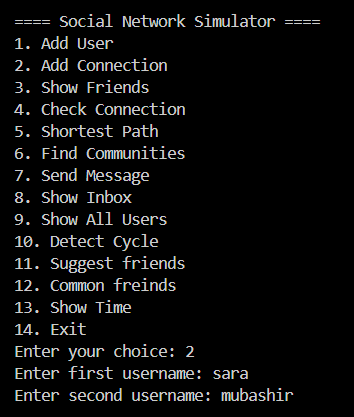 ==== Social Network Simulator ====
1. Add User
2. Add Connection
3. Show Friends
4. Check Connection
5. Shortest Path
6. Find Communities
7. Send Message
8. Show Inbox
9. Show All Users
10. Detect Cycle
11. Suggest friends
12. Common freinds
13. Show Time
14. Exit
Enter your choice: 2
Enter first username: sara
Enter second username: mubashir